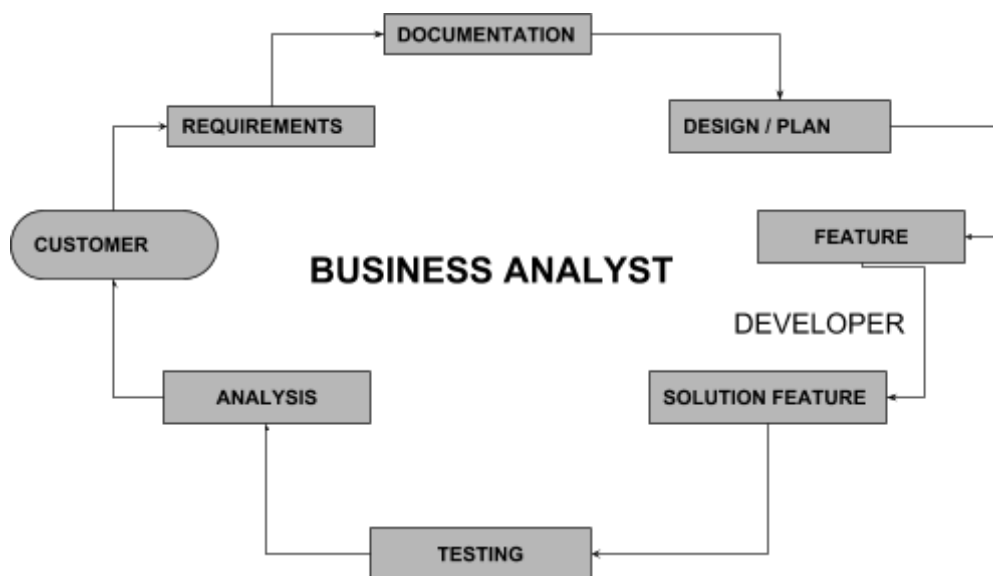 DOCUMENTATION
REQUIREMENTS
DESIGN / PLAN
CUSTOMER
FEATURE
BUSINESS ANALYST
DEVELOPER
ANALYSIS
SOLUTION FEATURE
TESTING